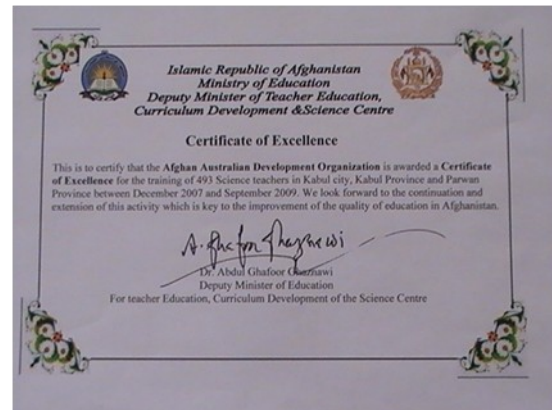 Islamic Republic of Afghanistan
Ministry of Education
Deputy Minister of Teacher Education,
Curriculum Development &Science Centre
Certificate of Excellence
This is to certify that the Afghan Australian Development Organization is awarded a Certificate
of Excellence for the training of 493 Science teachers in Kabul city, Kabul Province and Parwan
Province between December 2007 and September 2009. We look forward to the continuation and
extension of this activity which is key to the improvement of the quality of education in Afghanistan.
A. Ghafoor Ghaznawi
Dr. Abdul Ghafoor Ghaznawi
Deputy Minister of Education
For teacher Education, Curriculum Development of the Science Centre